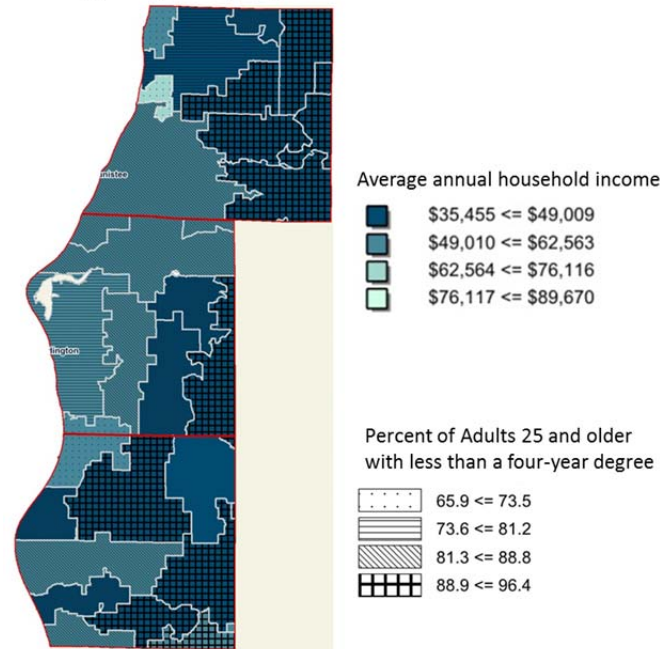 Average annual household income
$35,455 <= $49,009
$49,010 <= $62,563
$62,564 <= $76,116
$76,117 <= $89,670
Percent of Adults 25 and older
with less than a four-year degree
65.9 <= 73.5
73.6 <= 81.2
81.3 <= 88.8
88.9 <= 96.4